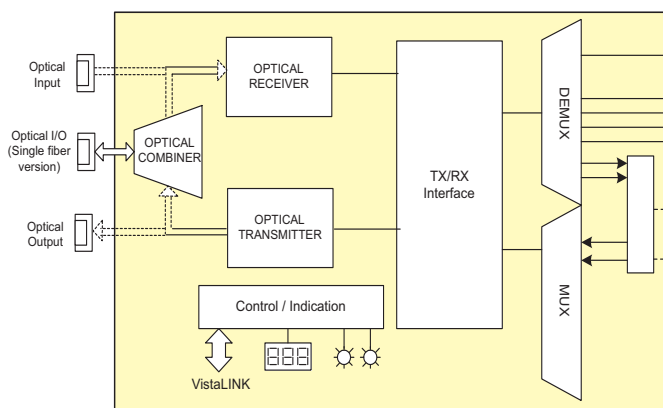 Optical
Input
OPTICAL
RECEIVER
Optical I/O
(Single fiber
version)
OPTICAL
COMBINER
TX/RX
Interface
DEMUX
Optical
Output
OPTICAL
TRANSMITTER
MUX
Control / Indication
888
VistaLINK